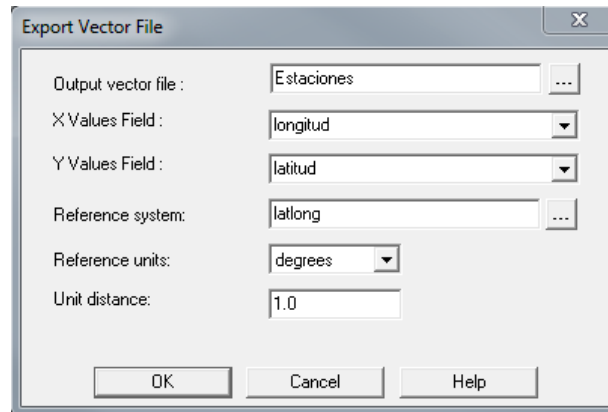 Export Vector File
Output vector file : Estaciones ...
X Values Field : longitud
Y Values Field : latitud
Reference system: latlong ...
Reference units: degrees
Unit distance: 1.0
OK Cancel Help